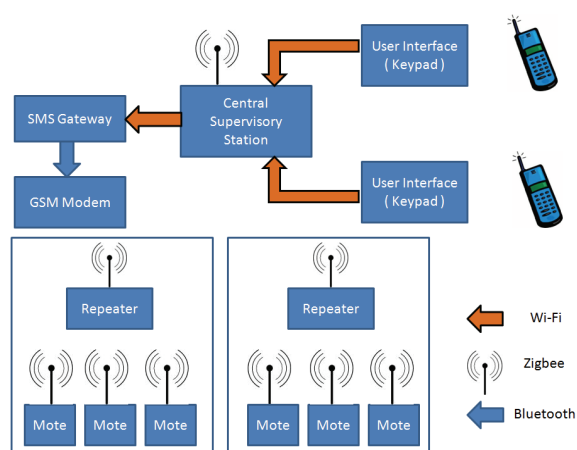 User Interface
( Keypad )
Central
Supervisory
Station
SMS Gateway
User Interface
( Keypad )
GSM Modem
Repeater
Repeater
Mote
Mote
Mote
Mote
Mote
Mote
Wi-Fi
Zigbee
Bluetooth